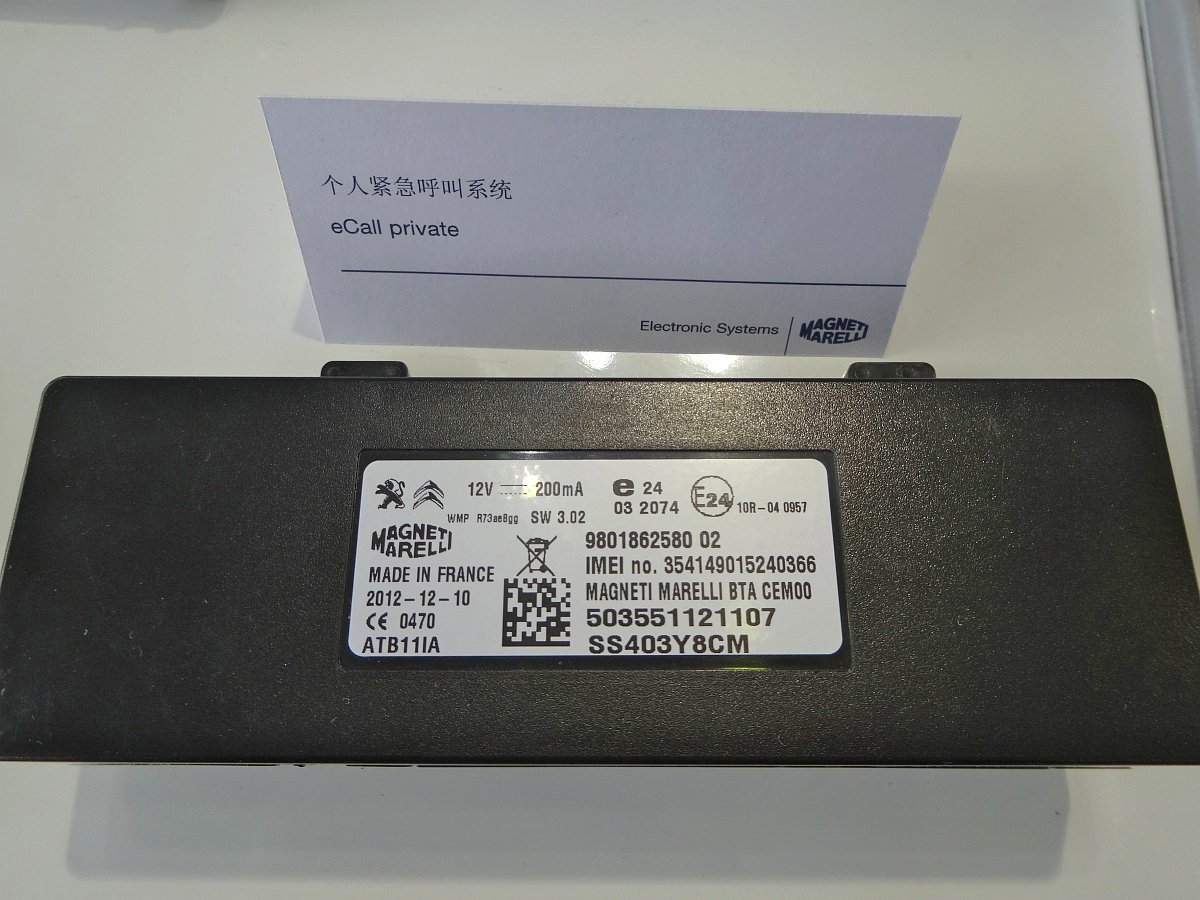 个人紧急呼叫系统
eCall private
Electronic Systems
MAGNETI MARELLI
12V 200mA
e 24
03 2074
E24
10R-04 0957
WMP R73ae8gg SW 3.02
MAGNETI MARELLI
MADE IN FRANCE
2012-12-10
CE 0470
ATB11IA
9801862580 02
IMEI no. 354149015240366
MAGNETI MARELLI BTA CEM00
503551121107
SS403Y8CM